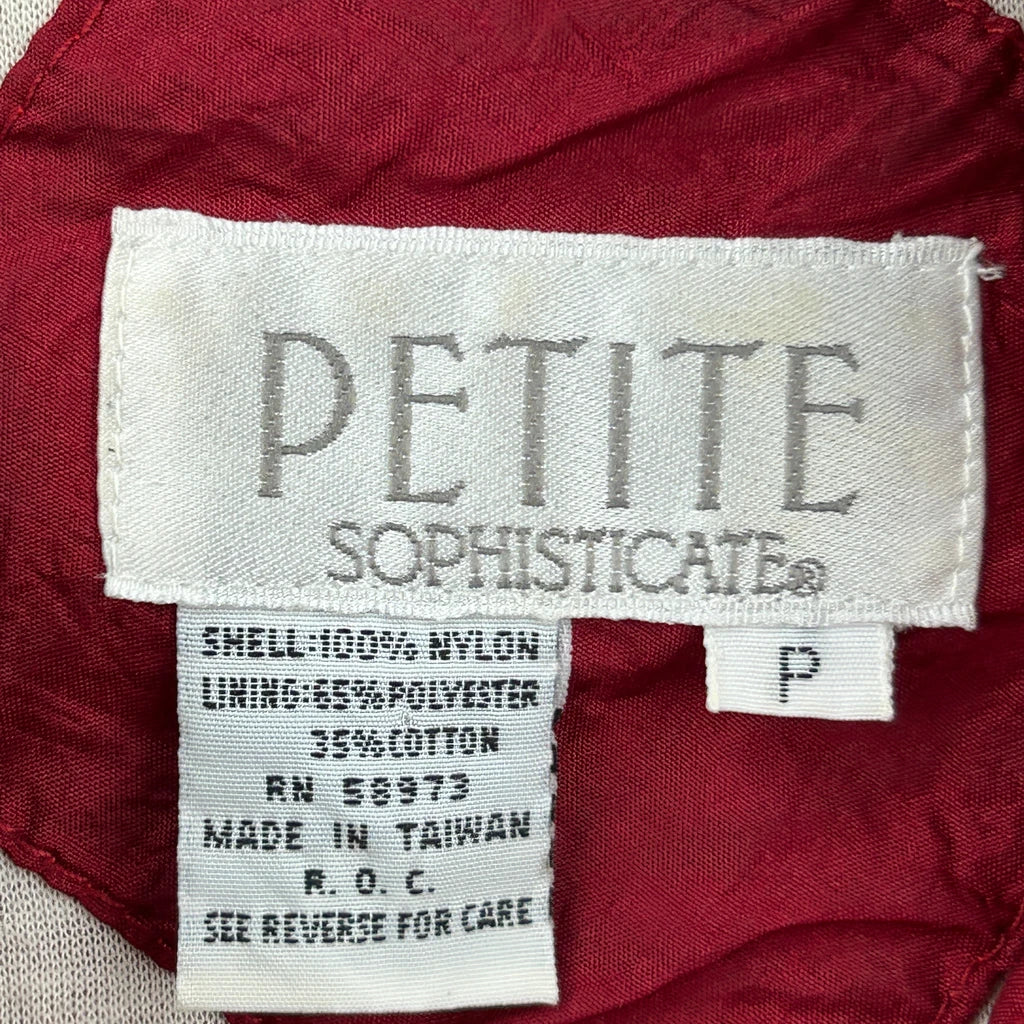 PETITE
SOPHISTICATE®
SHELL:100% NYLON
LINING:65% POLYESTER
35% COTTON
RN 58973
MADE IN TAIWAN
R. O. C.
SEE REVERSE FOR CARE
P